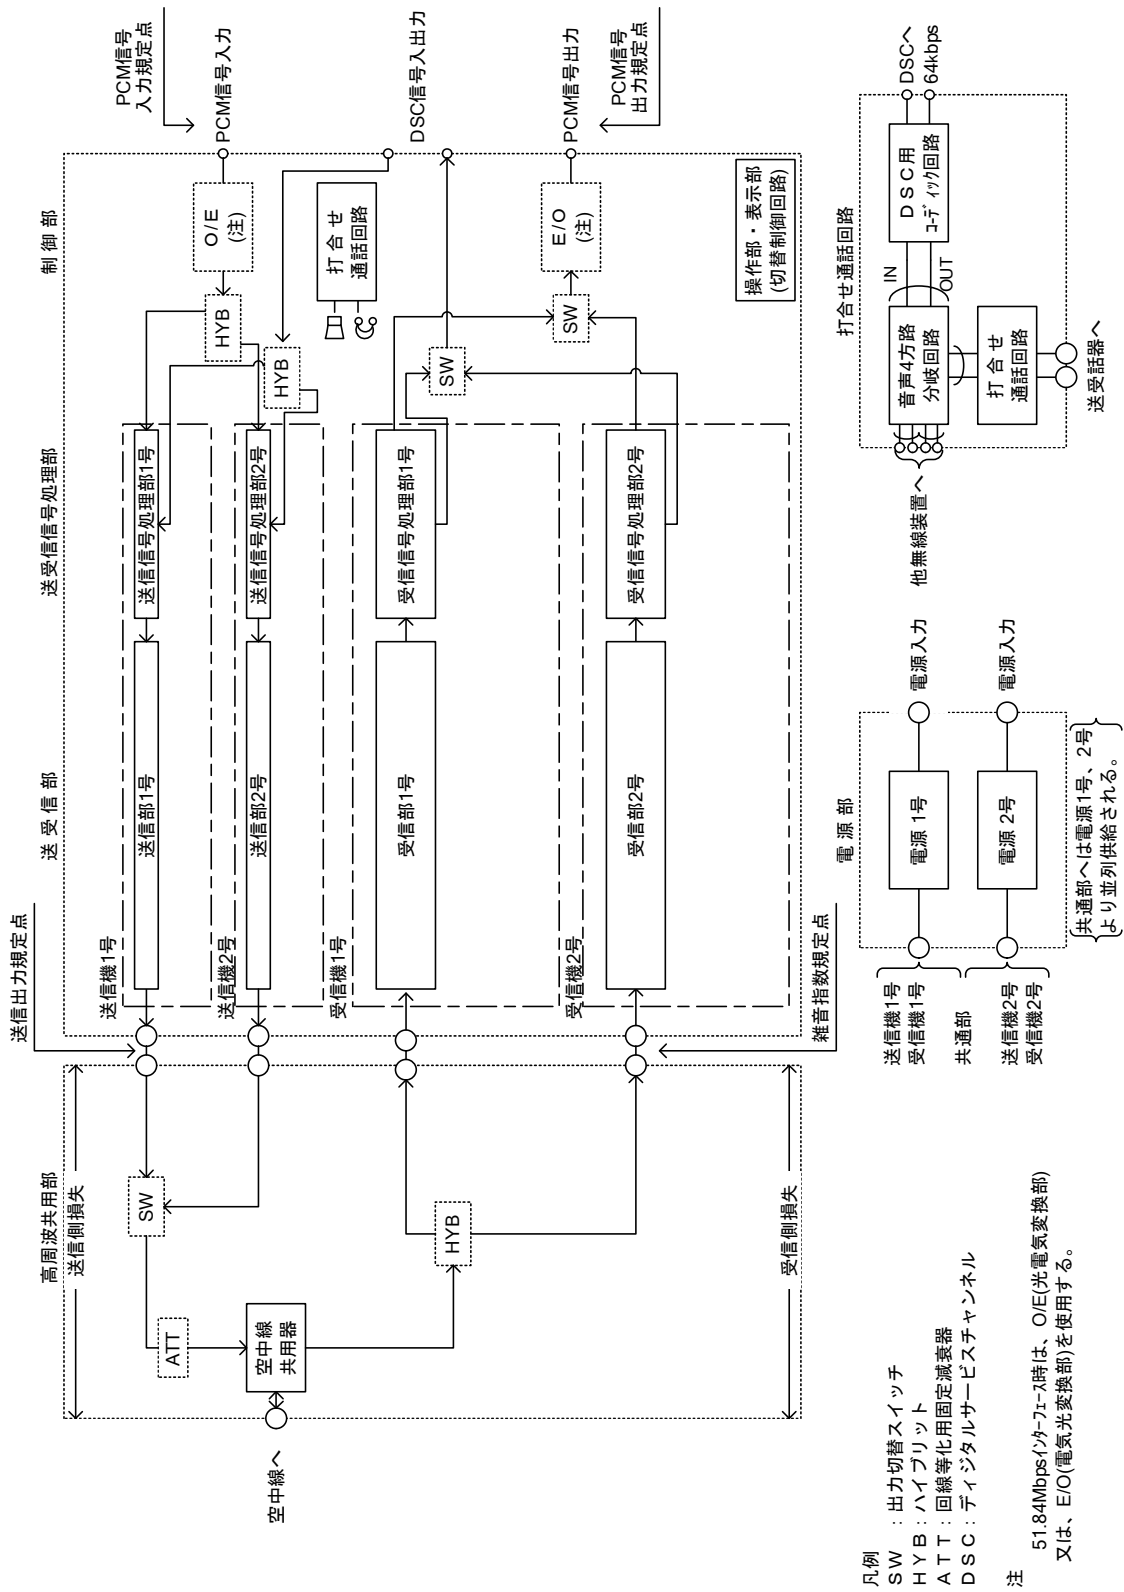 高周波共用部
送受信部
送受信信号処理部
制御部
送信出力規定点
PCM信号
入力規定点
送信側損失
送信機1号
送信部1号
送信信号処理部1号
PCM信号入力
O/E
(注)
HYB
SW
送信機2号
送信部2号
送信信号処理部2号
HYB
ATT
打合せ
通話回路
空中線
共用器
空中線へ
受信機1号
受信部1号
受信信号処理部1号
DSC信号入出力
SW
HYB
SW
E/O
(注)
PCM信号出力
受信機2号
受信部2号
受信信号処理部2号
PCM信号
出力規定点
受信側損失
操作部・表示部
(切替制御回路)
雑音指数規定点
電源部
打合せ通話回路
送信機1号
受信機1号
電源 1号
電源入力
共通部
送信機2号
受信機2号
電源 2号
電源入力
共通部へは電源1号、2号
より並列供給される。
他無線装置へ
音声4方路
分岐回路
IN
OUT
DSC用
コーディック回路
DSCへ
64kbps
打合せ
通話回路
送受話器へ
凡例
SW :出力切替スイッチ
HYB:ハイブリット
ATT:回線等化用固定減衰器
DSC:ディジタルサービスチャンネル
注
51.84Mbpsインターフェース時は、O/E(光電気変換部)
又は、E/O(電気光変換部)を使用する。